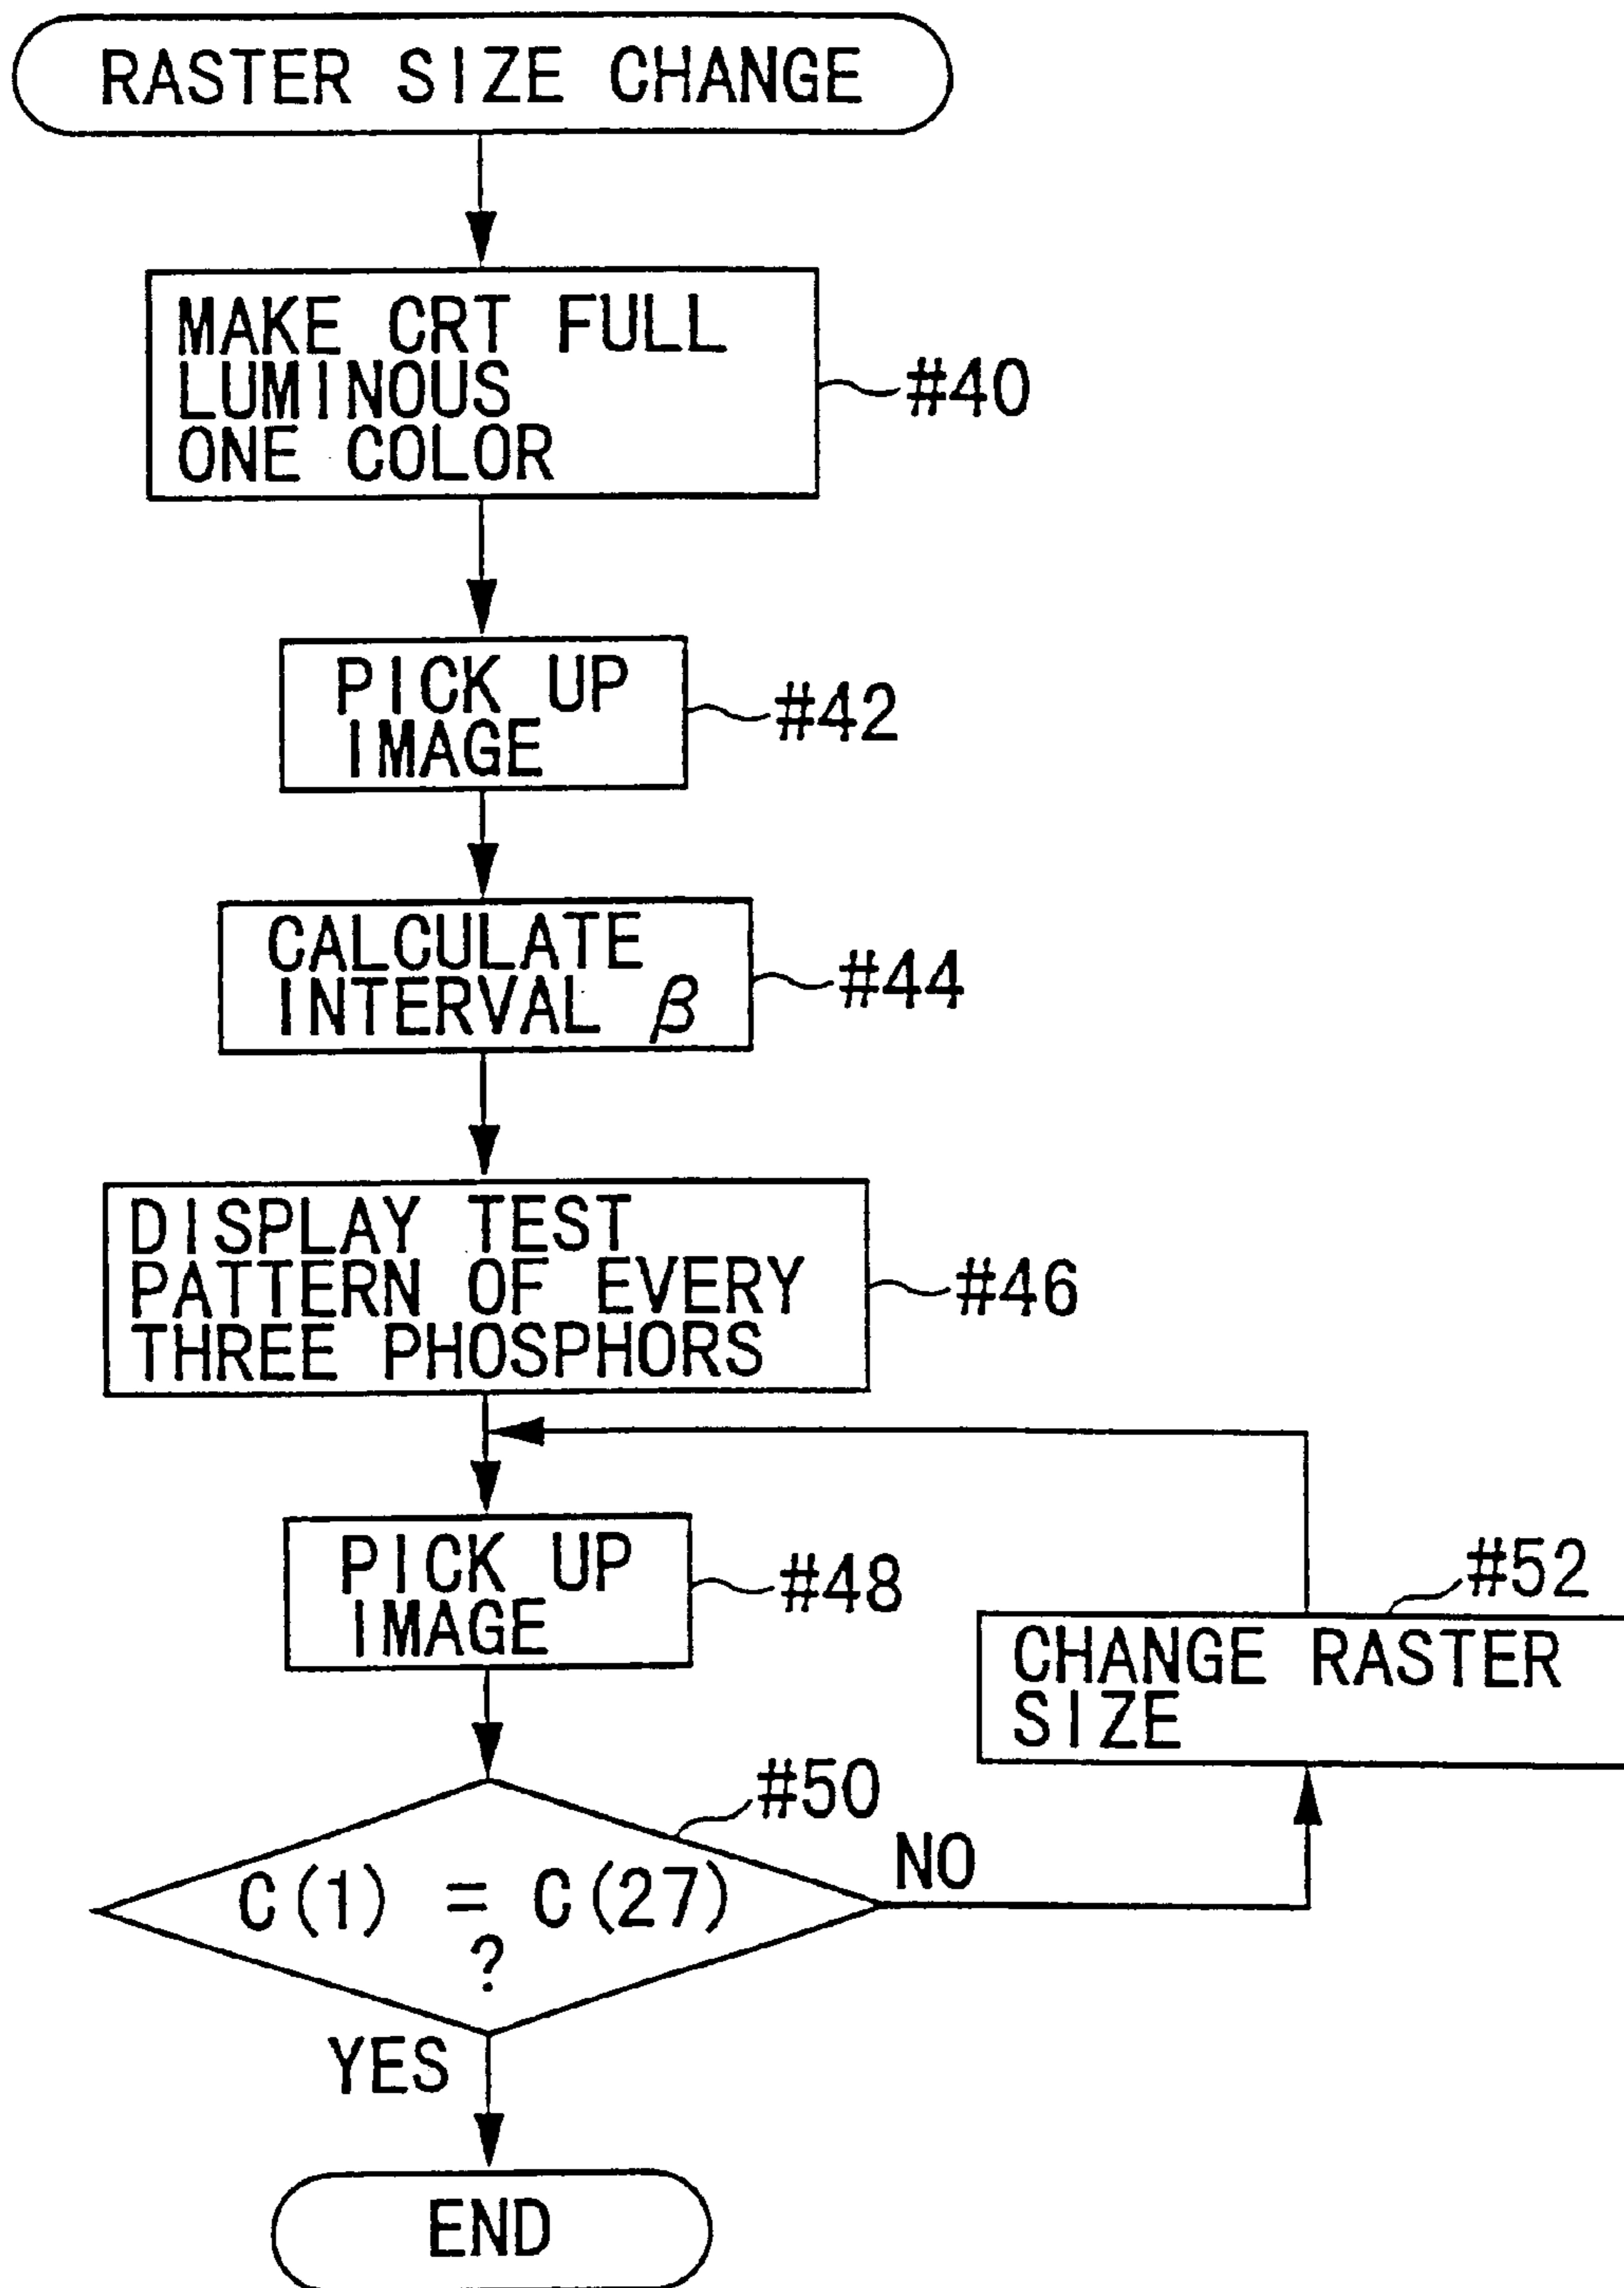 RASTER SIZE CHANGE
MAKE CRT FULL
LUMINOUS
ONE COLOR
#40
PICK UP
IMAGE
#42
CALCULATE
INTERVAL β
#44
DISPLAY TEST
PATTERN OF EVERY
THREE PHOSPHORS
#46
PICK UP
IMAGE
#48
#52
CHANGE RASTER
SIZE
#50
C(1) = C(27)
?
NO
YES
END